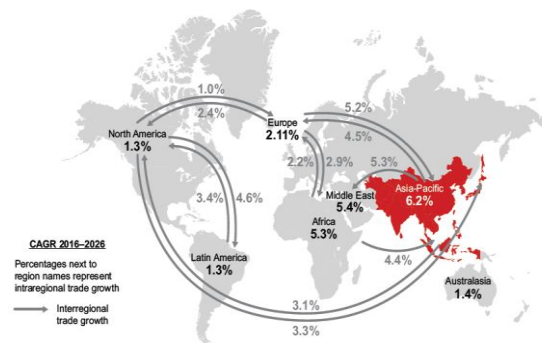 1.0%
2.4%
5.2%
4.5%
Europe
2.11%
North America
1.3%
2.2%
2.9%
5.3%
Middle East
5.4%
Asia-Pacific
6.2%
3.4%
4.6%
Africa
5.3%
4.4%
Latin America
1.3%
Australasia
1.4%
3.1%
3.3%
CAGR 2016–2026
Percentages next to
region names represent
intraregional trade growth
Interregional
trade growth